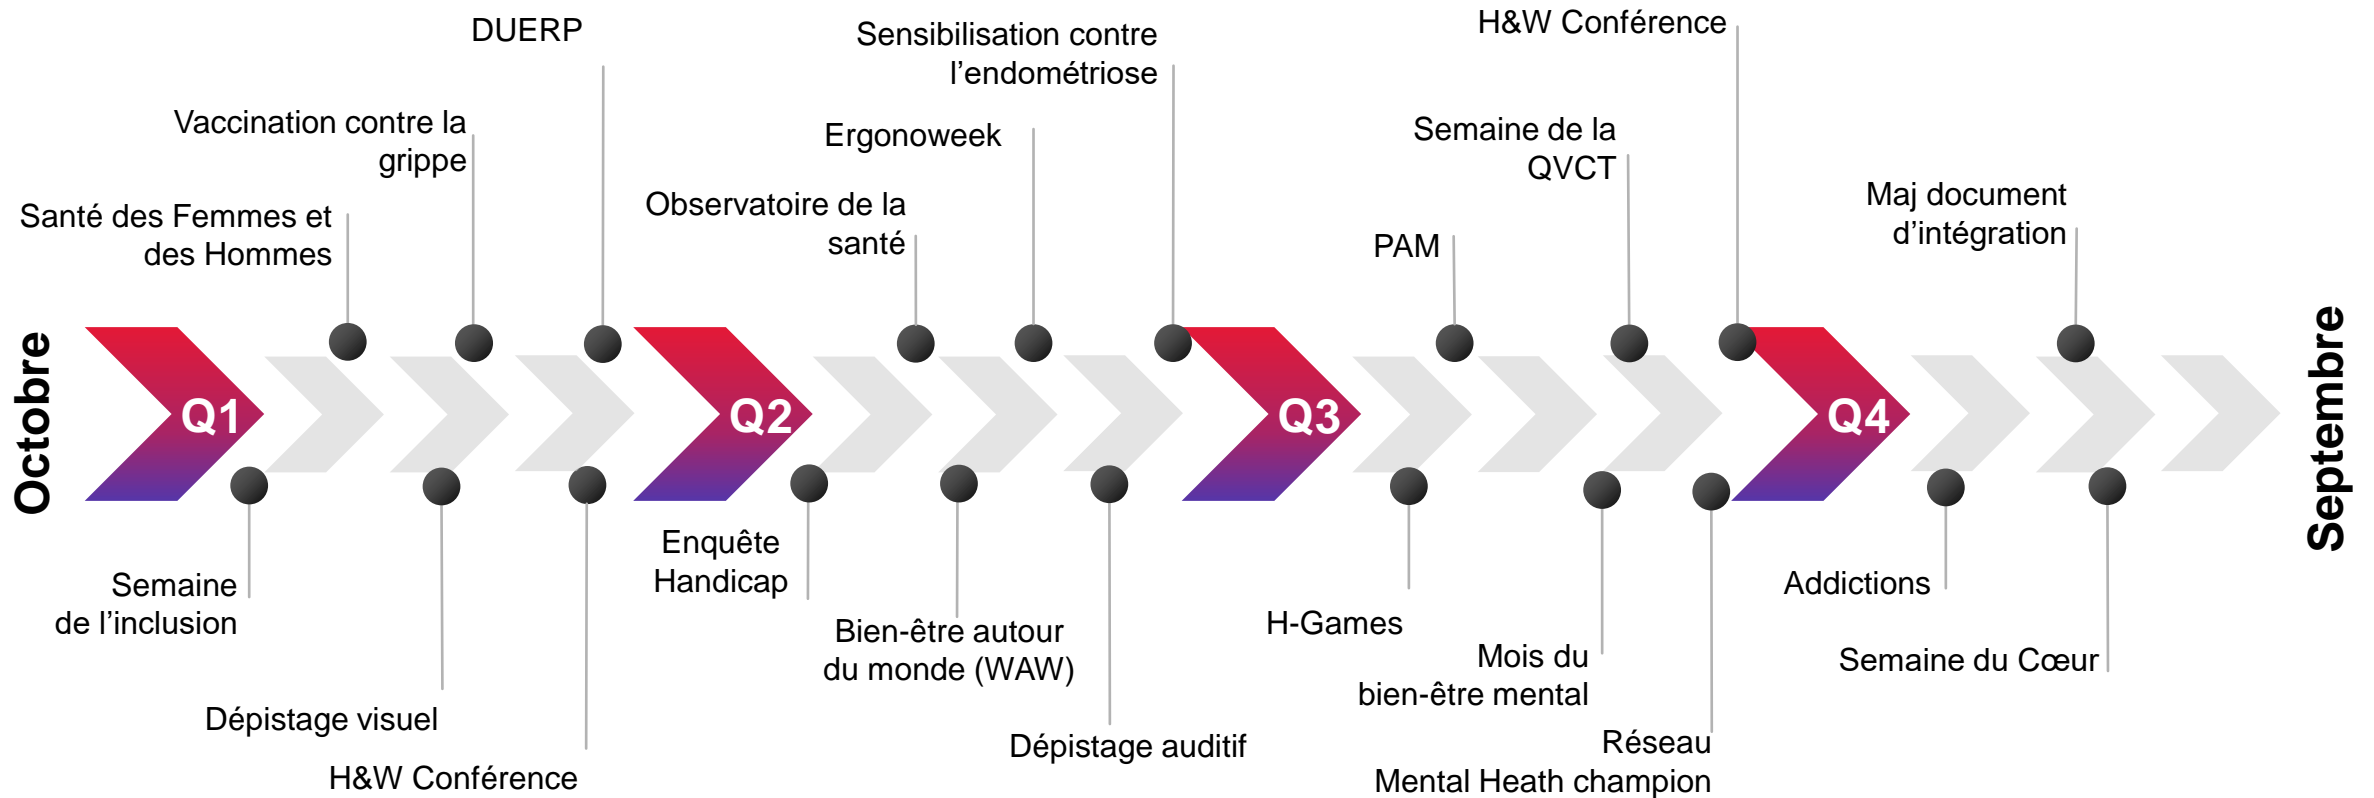 DUERP
Sensibilisation contre
l’endométriose
H&W Conférence
Vaccination contre la
grippe
Ergonoweek
Semaine de la
QVCT
Santé des Femmes et
des Hommes
Observatoire de la
santé
PAM
Maj document
d’intégration
Octobre
Q1
Q2
Q3
Q4
Septembre
Semaine
de l’inclusion
Enquête
Handicap
Addictions
Bien-être autour
du monde (WAW)
H-Games
Mois du
bien-être mental
Semaine du Cœur
Dépistage visuel
Dépistage auditif
Réseau
Mental Heath champion
H&W Conférence